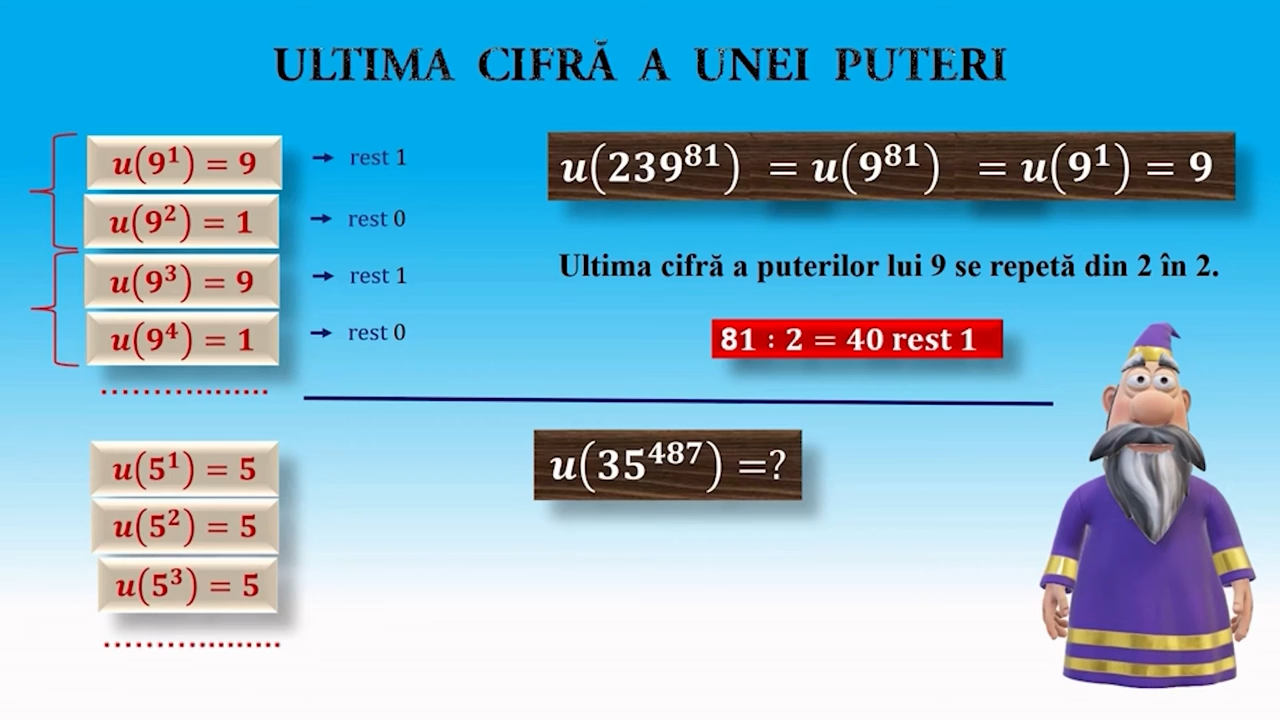 ULTIMA CIFRĂ A UNEI PUTERI
u(9¹) = 9 → rest 1
u(9²) = 1 → rest 0
u(9³) = 9 → rest 1
u(9⁴) = 1 → rest 0
....................
u(239⁸¹) = u(9⁸¹) = u(9¹) = 9
Ultima cifră a puterilor lui 9 se repetă din 2 în 2.
81 : 2 = 40 rest 1
u(5¹) = 5
u(5²) = 5
u(5³) = 5
....................
u(35⁴⁸⁷) =?